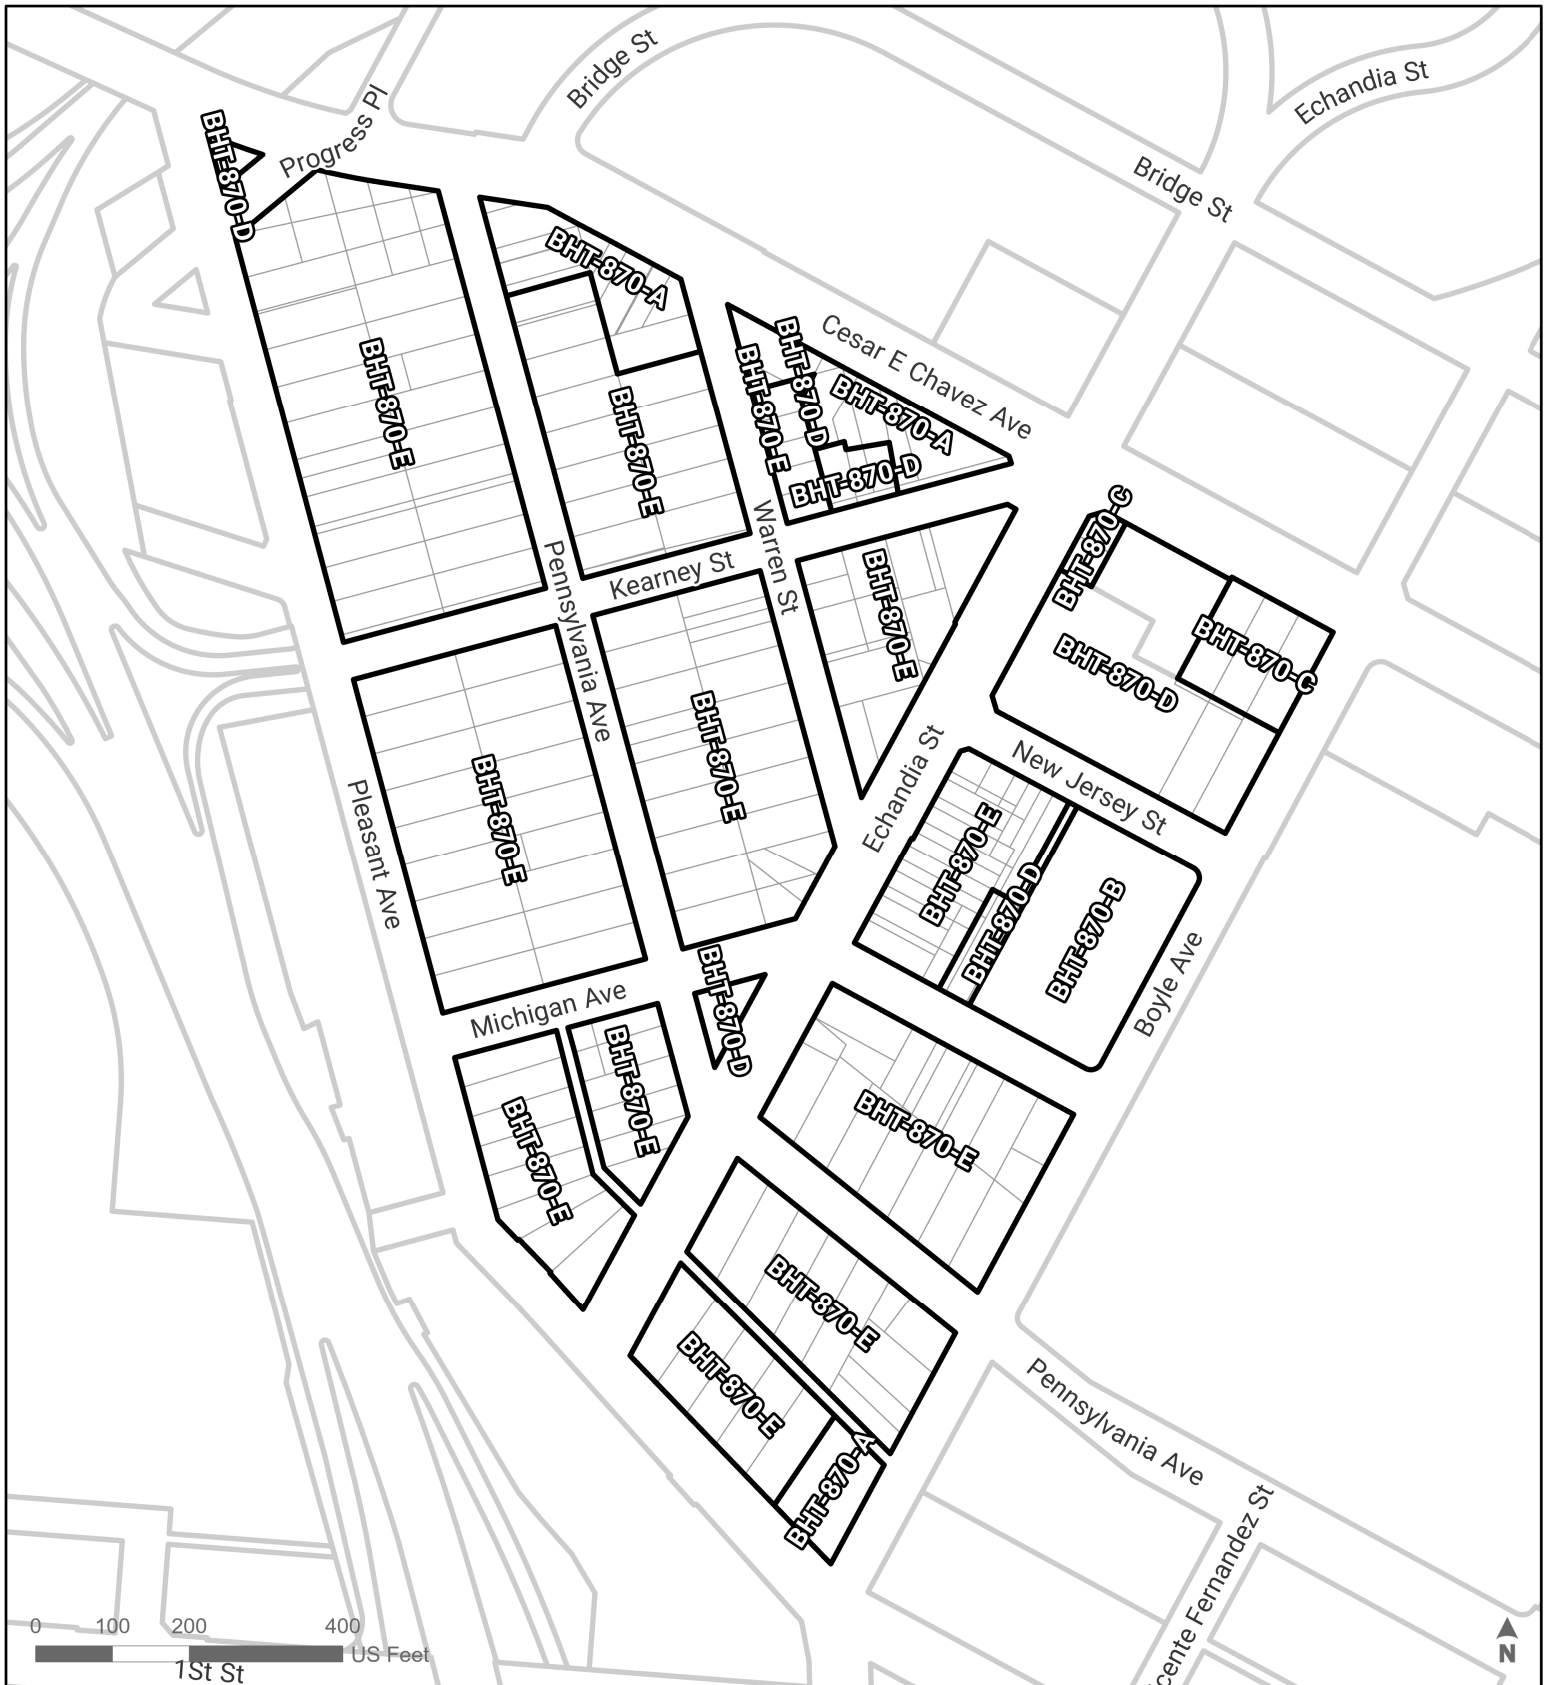 Bridge St
Echandia St
Progress Pl
BHT-870-D
Bridge St
BHT-870-A
Cesar E Chavez Ave
BHT-870-D
BHT-870-E
BHT-870-E
BHT-870-A
BHT-870-E
BHT-870-D
BHT-870-C
Warren St
Kearney St
Pennsylvania Ave
BHT-870-E
BHT-870-C
BHT-870-D
BHT-870-E
BHT-870-E
Echandia St
New Jersey St
Pleasant Ave
BHT-870-E
BHT-870-D
BHT-870-B
Boyle Ave
BHT-870-D
Michigan Ave
BHT-870-E
BHT-870-E
BHT-870-E
BHT-870-E
BHT-870-E
BHT-870-A
Pennsylvania Ave
cente Fernandez St
0 100 200 400
US Feet
1St St
N